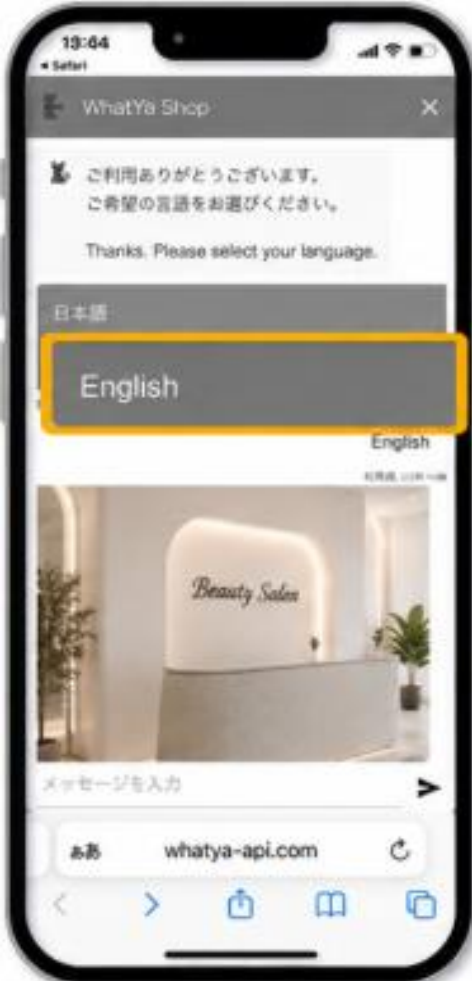 13:44
◀ Safari
WhatYa Shop
ご利用ありがとうございます。
ご希望の言語をお選びください。
Thanks. Please select your language.
日本語
English
English
Beauty Salon
メッセージを入力
ああ whatya-api.com